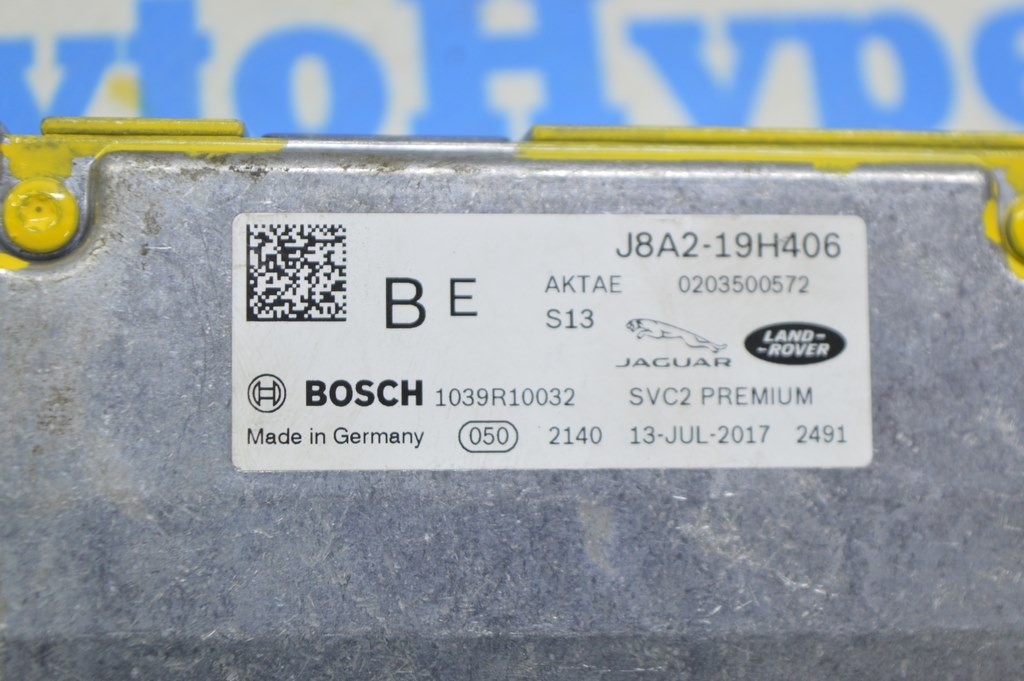 vtoHype
J8A2-19H406
B E AKTAE 0203500572
S13
JAGUAR
LAND-
-ROVER
BOSCH 1039R10032 SVC2 PREMIUM
Made in Germany 050 2140 13-JUL-2017 2491